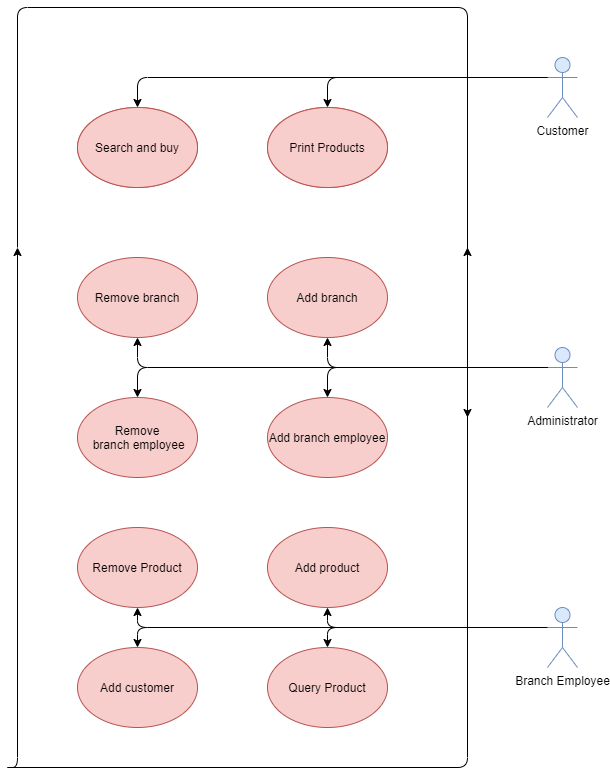 Search and buy
Print Products
Customer
Remove branch
Add branch
Administrator
Remove
branch employee
Add branch employee
Remove Product
Add product
Branch Employee
Add customer
Query Product